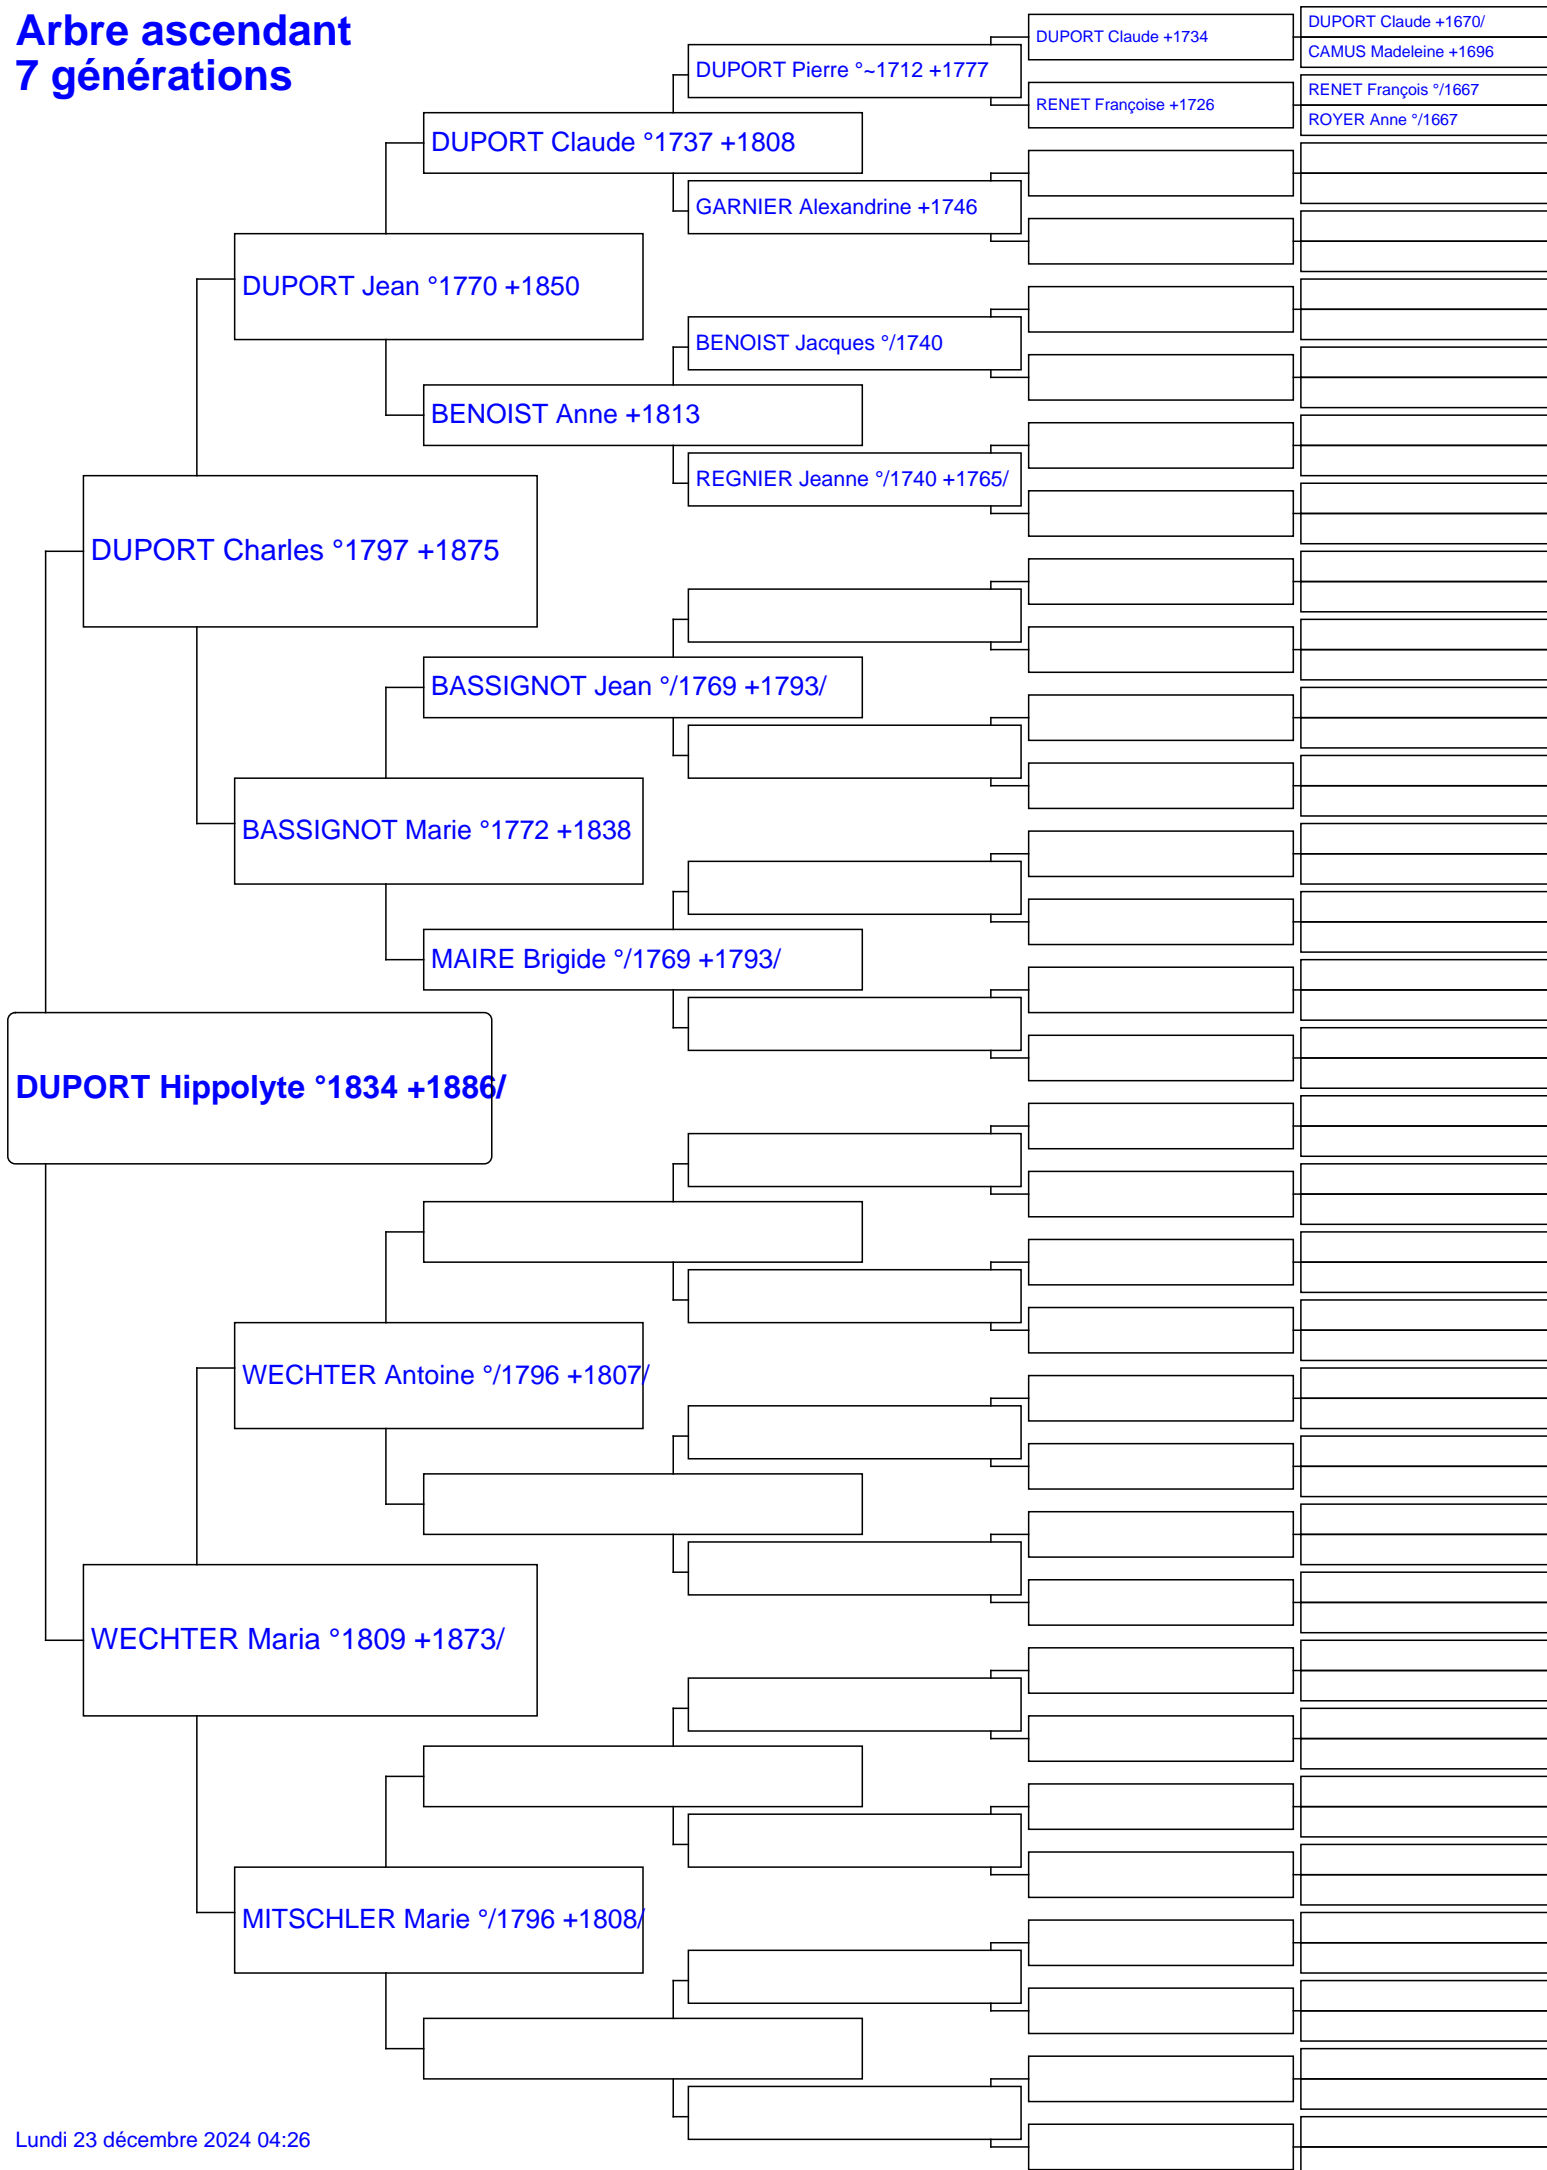 Arbre ascendant
7 générations
DUPORT Claude +1670/
DUPORT Claude +1734
CAMUS Madeleine +1696
DUPORT Pierre °~1712 +1777
RENET François °/1667
RENET Françoise +1726
ROYER Anne °/1667
DUPORT Claude °1737 +1808
GARNIER Alexandrine +1746
DUPORT Jean °1770 +1850
BENOIST Jacques °/1740
BENOIST Anne +1813
REGNIER Jeanne °/1740 +1765/
DUPORT Charles °1797 +1875
BASSIGNOT Jean °/1769 +1793/
BASSIGNOT Marie °1772 +1838
MAIRE Brigide °/1769 +1793/
DUPORT Hippolyte °1834 +1886/
WECHTER Antoine °/1796 +1807/
WECHTER Maria °1809 +1873/
MITSCHLER Marie °/1796 +1808/
Lundi 23 décembre 2024 04:26